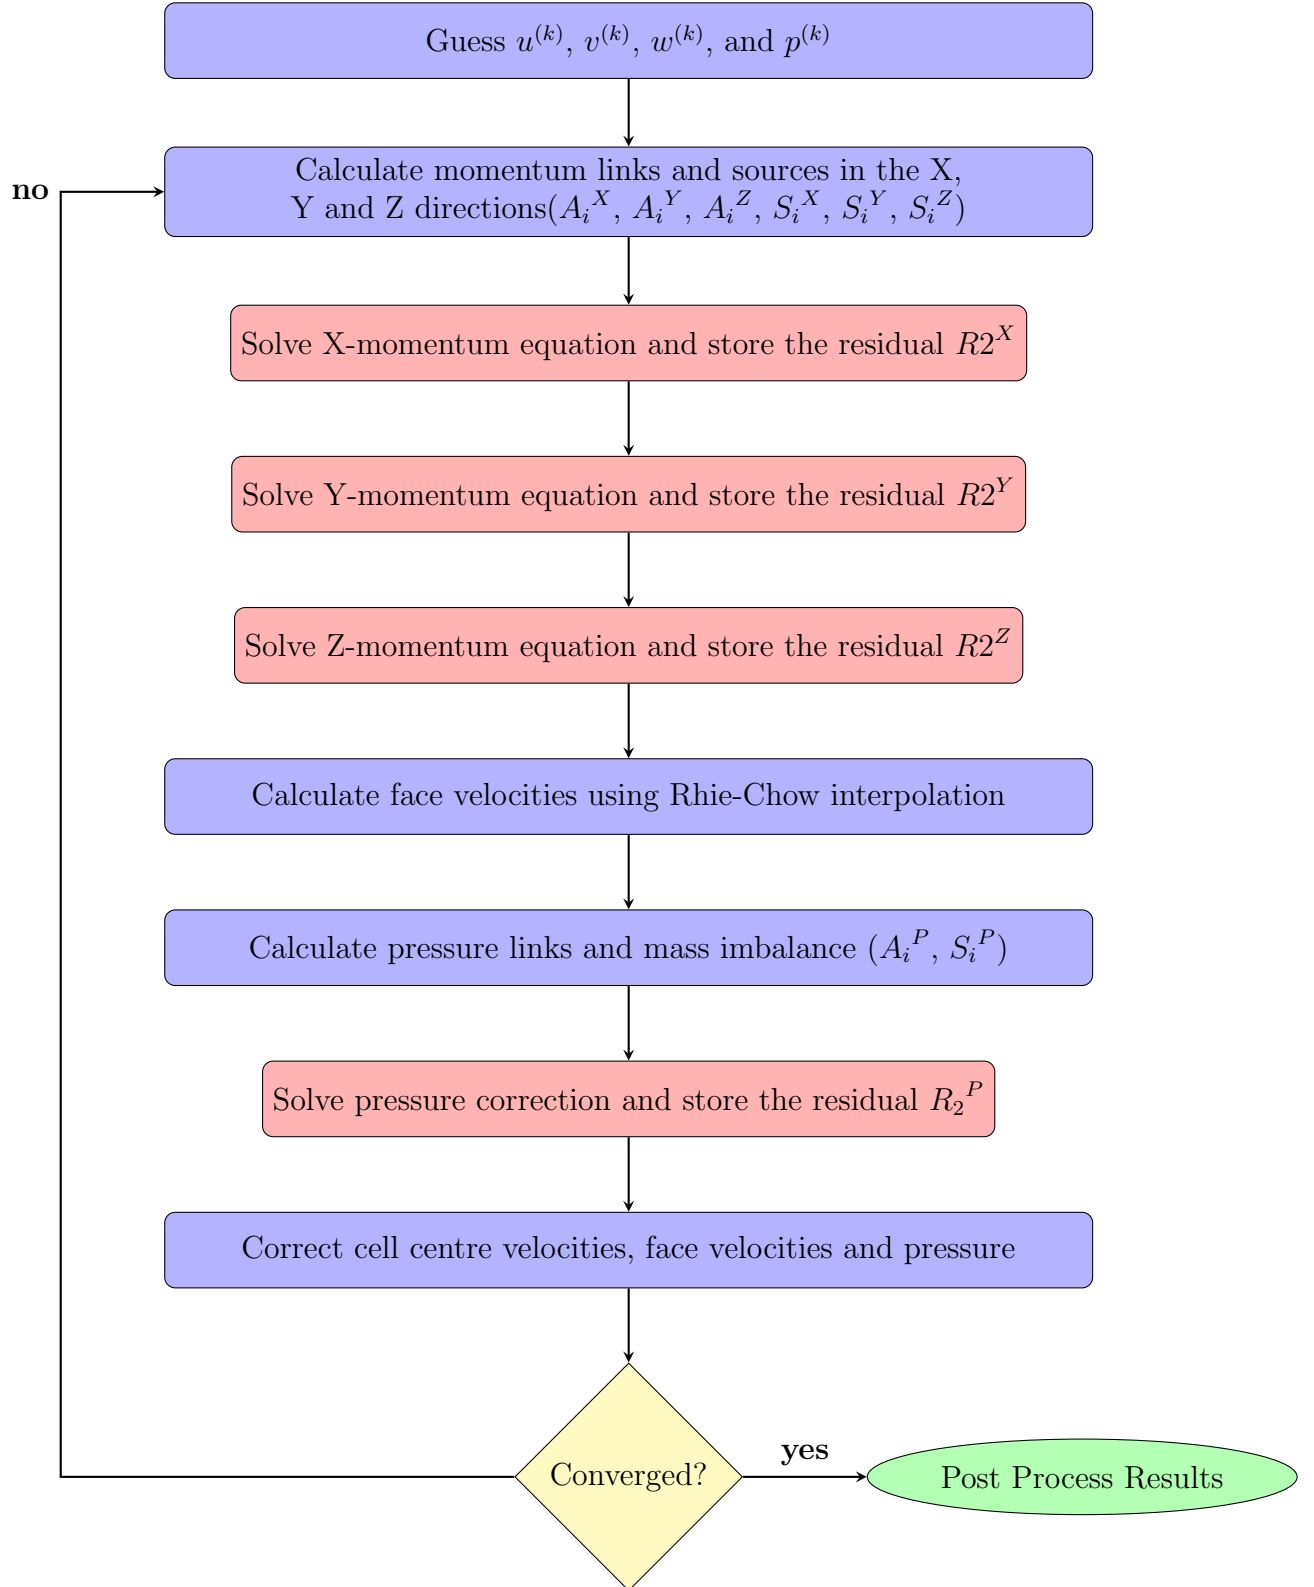 Guess $u^{(k)}$, $v^{(k)}$, $w^{(k)}$, and $p^{(k)}$
no
Calculate momentum links and sources in the X,
Y and Z directions($A_i{}^X$, $A_i{}^Y$, $A_i{}^Z$, $S_i{}^X$, $S_i{}^Y$, $S_i{}^Z$)
Solve X-momentum equation and store the residual $R2^X$
Solve Y-momentum equation and store the residual $R2^Y$
Solve Z-momentum equation and store the residual $R2^Z$
Calculate face velocities using Rhie-Chow interpolation
Calculate pressure links and mass imbalance ($A_i{}^P$, $S_i{}^P$)
Solve pressure correction and store the residual $R_2{}^P$
Correct cell centre velocities, face velocities and pressure
Converged?
yes
Post Process Results